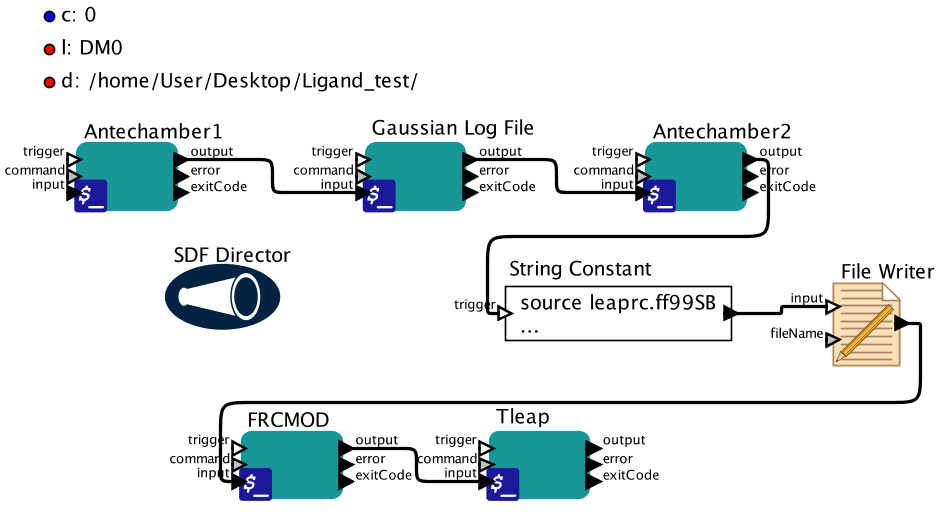 c: 0
l: DM0
d: /home/User/Desktop/Ligand_test/
Antechamber1
trigger
command
input
output
error
exitCode
$_
Gaussian Log File
trigger
command
input
output
error
exitCode
$_
Antechamber2
trigger
command
input
output
error
exitCode
$_
SDF Director
String Constant
trigger
source leaprc.ff99SB
...
File Writer
input
fileName
FRCMOD
trigger
command
input
output
error
exitCode
$_
Tleap
trigger
command
input
output
error
exitCode
$_